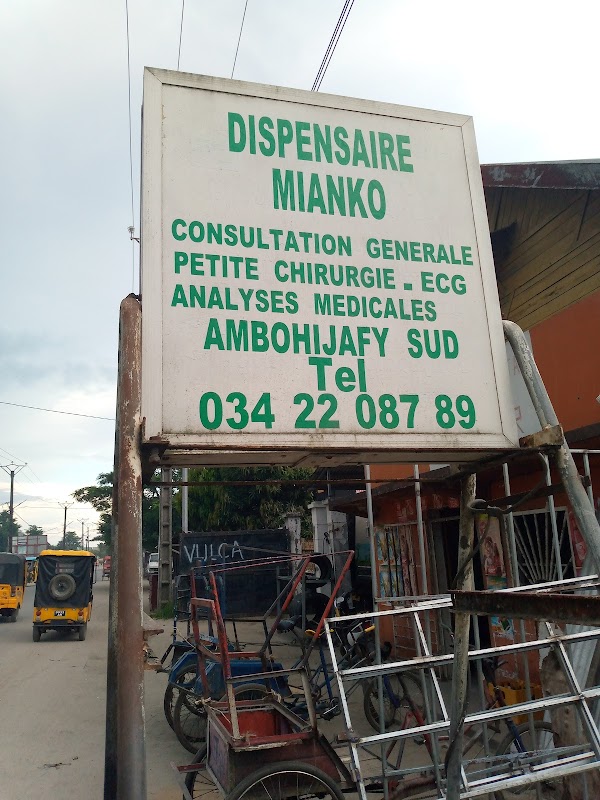 DISPENSAIRE
MIANKO
CONSULTATION GENERALE
PETITE CHIRURGIE. ECG
ANALYSES MEDICALES
AMBOHIJAFY SUD
Tel
034 22 087 89
VULCA